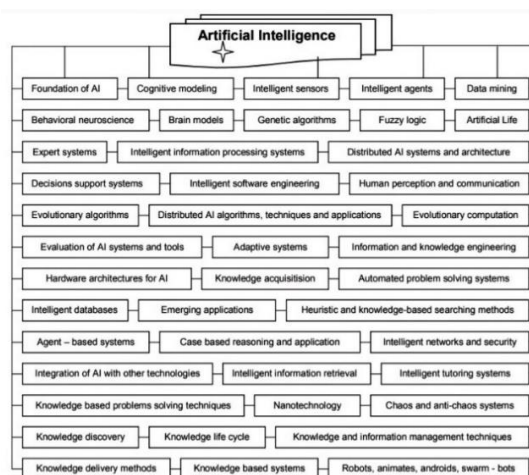 Artificial Intelligence
Foundation of AI Cognitive modeling Intelligent sensors Intelligent agents Data mining
Behavioral neuroscience Brain models Genetic algorithms Fuzzy logic Artificial Life
Expert systems Intelligent information processing systems Distributed AI systems and architecture
Decisions support systems Intelligent software engineering Human perception and communication
Evolutionary algorithms Distributed AI algorithms, techniques and applications Evolutionary computation
Evaluation of AI systems and tools Adaptive systems Information and knowledge engineering
Hardware architectures for AI Knowledge acquisitision Automated problem solving systems
Intelligent databases Emerging applications Heuristic and knowledge-based searching methods
Agent – based systems Case based reasoning and application Intelligent networks and security
Integration of AI with other technologies Intelligent information retrieval Intelligent tutoring systems
Knowledge based problems solving techniques Nanotechnology Chaos and anti-chaos systems
Knowledge discovery Knowledge life cycle Knowledge and information management techniques
Knowledge delivery methods Knowledge based systems Robots, animates, androids, swarm - bots